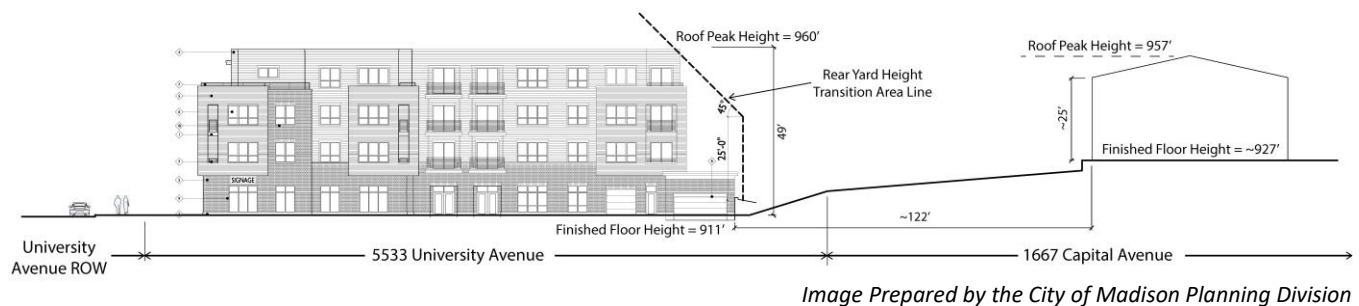 Roof Peak Height = 960'
Roof Peak Height = 957'
Rear Yard Height
Transition Area Line
45°
49'
~25'
25'-0"
Finished Floor Height = ~927'
SIGNAGE
~122'
Finished Floor Height = 911'
University
Avenue ROW
5533 University Avenue
1667 Capital Avenue
Image Prepared by the City of Madison Planning Division